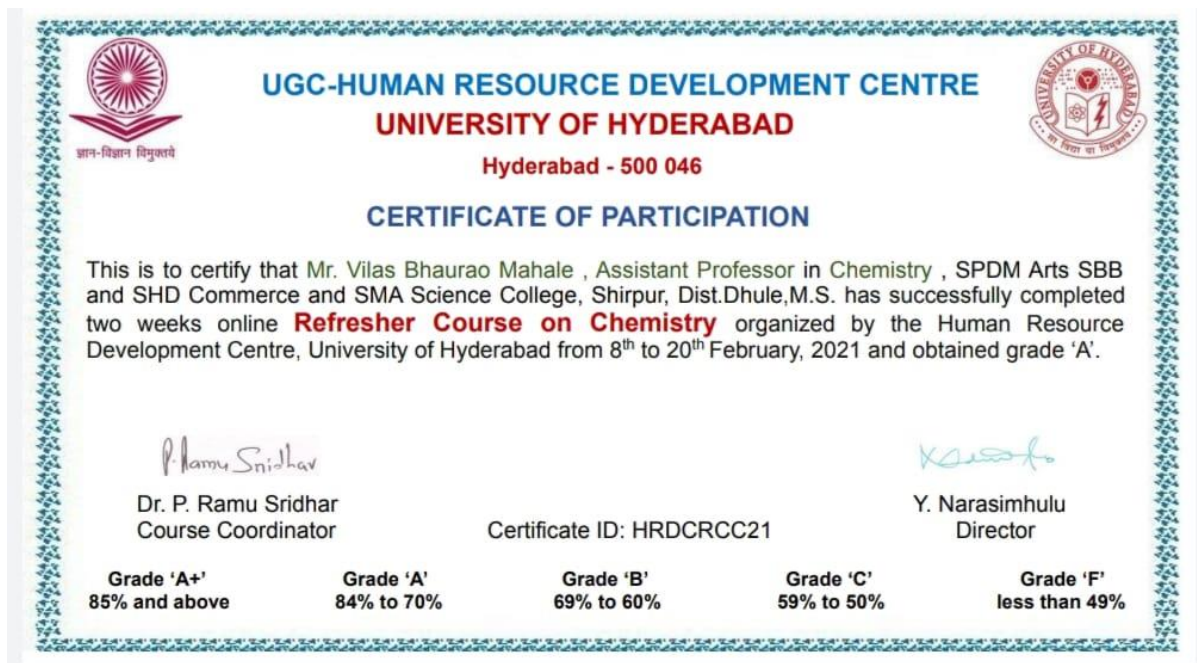 ज्ञान-विज्ञान विमुक्तये
UNIVERSITY OF HYDERABAD
सा विद्या या विमुक्तये
UGC-HUMAN RESOURCE DEVELOPMENT CENTRE
UNIVERSITY OF HYDERABAD
Hyderabad - 500 046
CERTIFICATE OF PARTICIPATION
This is to certify that Mr. Vilas Bhaurao Mahale , Assistant Professor in Chemistry , SPDM Arts SBB
and SHD Commerce and SMA Science College, Shirpur, Dist.Dhule,M.S. has successfully completed
two weeks online Refresher Course on Chemistry organized by the Human Resource
Development Centre, University of Hyderabad from 8th to 20th February, 2021 and obtained grade ‘A’.
P. Ramu Sridhar
Dr. P. Ramu Sridhar
Course Coordinator
Certificate ID: HRDCRCC21
Y. Narasimhulu
Director
Grade ‘A+’ Grade ‘A’ Grade ‘B’ Grade ‘C’ Grade ‘F’
85% and above 84% to 70% 69% to 60% 59% to 50% less than 49%